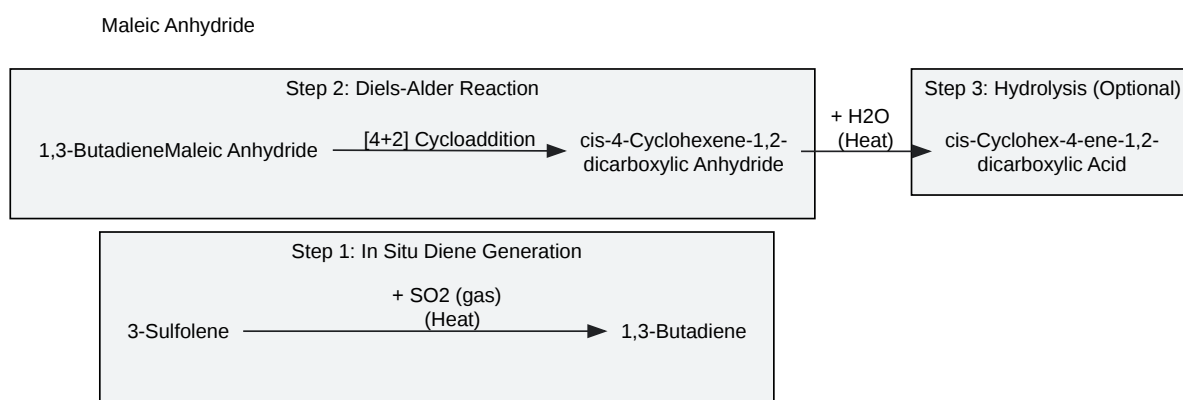 Maleic Anhydride
Step 2: Diels-Alder Reaction
1,3-ButadieneMaleic Anhydride
[4+2] Cycloaddition
cis-4-Cyclohexene-1,2-
dicarboxylic Anhydride
+ H2O
(Heat)
Step 3: Hydrolysis (Optional)
cis-Cyclohex-4-ene-1,2-
dicarboxylic Acid
Step 1: In Situ Diene Generation
3-Sulfolene
+ SO2 (gas)
(Heat)
1,3-Butadiene